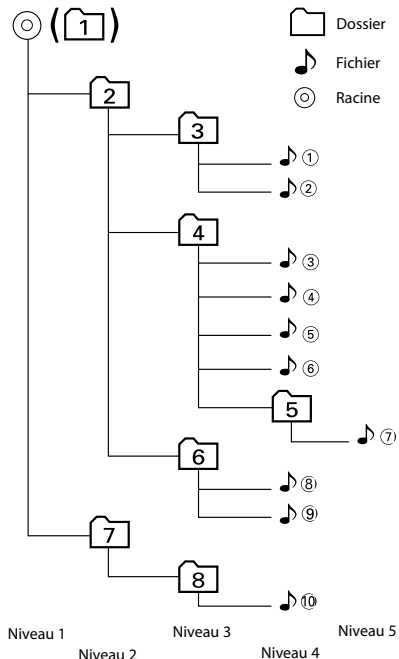 ( 1 )
Dossier
Fichier
Racine
2
3
①
②
4
③
④
⑤
⑥
5
⑦
6
⑧
⑨
7
8
⑩
Niveau 1
Niveau 2
Niveau 3
Niveau 4
Niveau 5